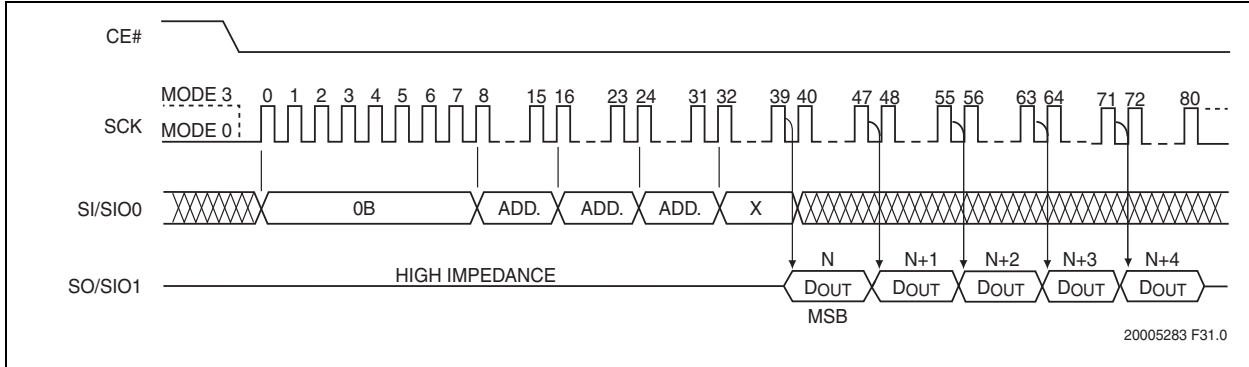 CE#
MODE 3 0 1 2 3 4 5 6 7 8 15 16 23 24 31 32 39 40 47 48 55 56 63 64 71 72 80
SCK MODE 0
SI/SIO0 0B ADD. ADD. ADD. X
N N+1 N+2 N+3 N+4
SO/SIO1 HIGH IMPEDANCE DOUT DOUT DOUT DOUT DOUT
MSB
20005283 F31.0